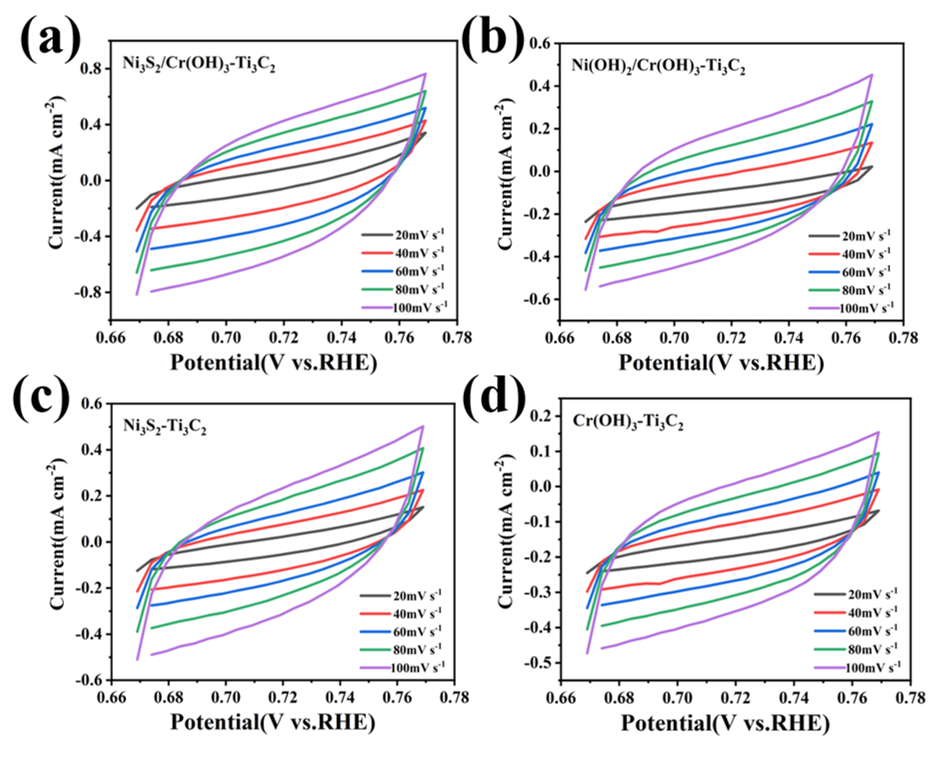 (a)
Ni3S2/Cr(OH)3-Ti3C2
Current(mA cm-2)
0.8
0.4
0.0
-0.4
-0.8
20mV s-1
40mV s-1
60mV s-1
80mV s-1
100mV s-1
0.66 0.68 0.70 0.72 0.74 0.76 0.78
Potential(V vs.RHE)
(b)
Ni(OH)2/Cr(OH)3-Ti3C2
Current(mA cm-2)
0.6
0.4
0.2
0.0
-0.2
-0.4
-0.6
20mV s-1
40mV s-1
60mV s-1
80mV s-1
100mV s-1
0.66 0.68 0.70 0.72 0.74 0.76 0.78
Potential(V vs.RHE)
(c)
Ni3S2-Ti3C2
Current(mA cm-2)
0.6
0.4
0.2
0.0
-0.2
-0.4
-0.6
20mV s-1
40mV s-1
60mV s-1
80mV s-1
100mV s-1
0.66 0.68 0.70 0.72 0.74 0.76 0.78
Potential(V vs.RHE)
(d)
Cr(OH)3-Ti3C2
Current(mA cm-2)
0.2
0.1
0.0
-0.1
-0.2
-0.3
-0.4
-0.5
20mV s-1
40mV s-1
60mV s-1
80mV s-1
100mV s-1
0.66 0.68 0.70 0.72 0.74 0.76 0.78
Potential(V vs.RHE)